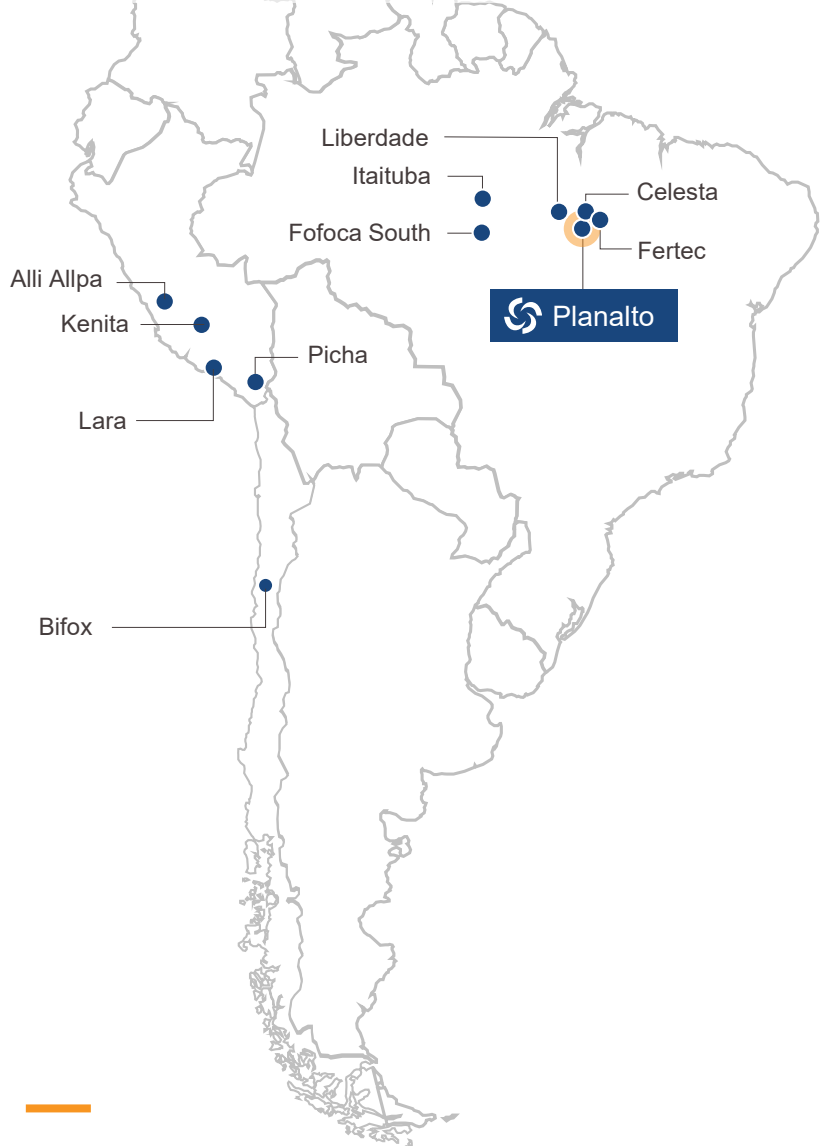 Liberdade
Itaituba
Celesta
Fofoca South
Fertec
Alli Allpa
Planalto
Kenita
Picha
Lara
Bifox